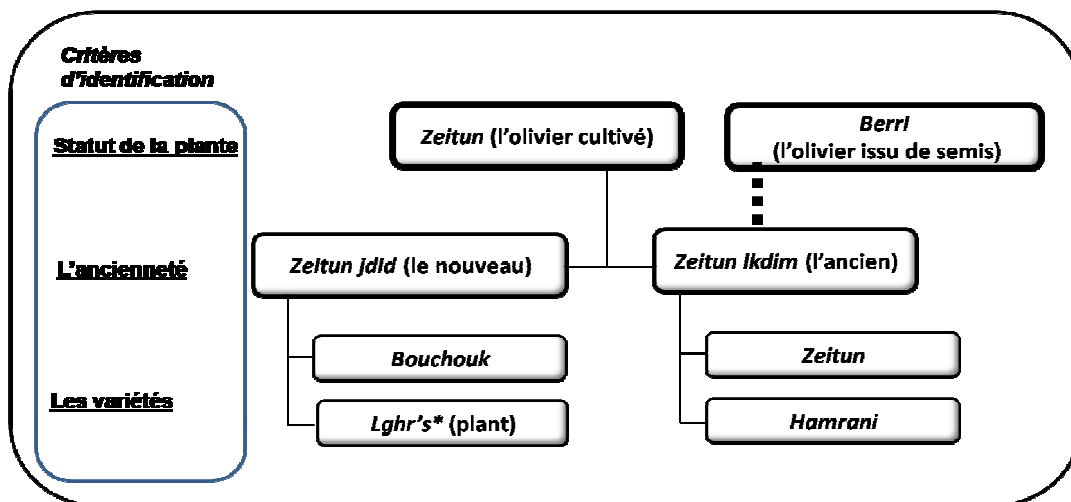 Critères
d'identification
Statut de la plante
Zeitun (l'olivier cultivé)
Berri
(l'olivier issu de semis)
L'ancienneté
Zeitun jdid (le nouveau)
Zeitun lkdim (l'ancien)
Les variétés
Bouchouk
Zeitun
Lghr's* (plant)
Hamrani